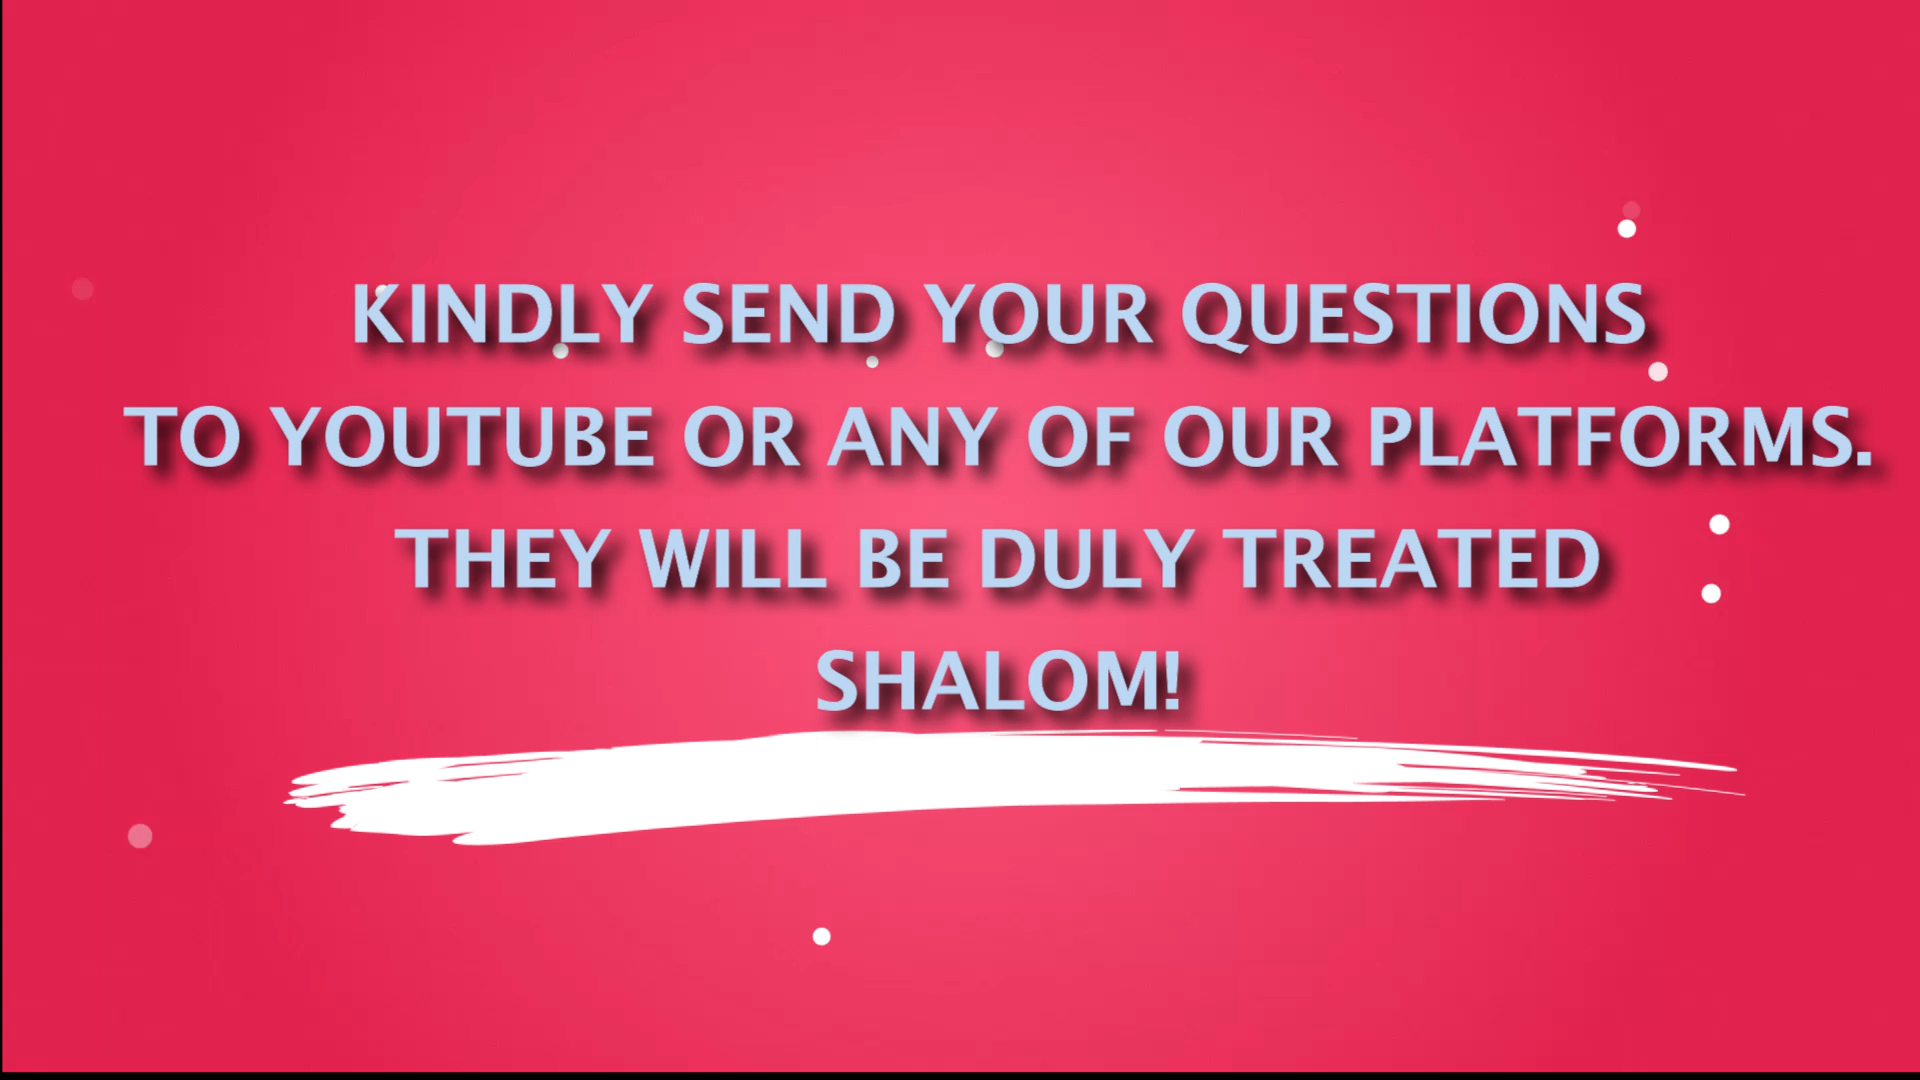 KINDLY SEND YOUR QUESTIONS
TO YOUTUBE OR ANY OF OUR PLATFORMS.
THEY WILL BE DULY TREATED
SHALOM!